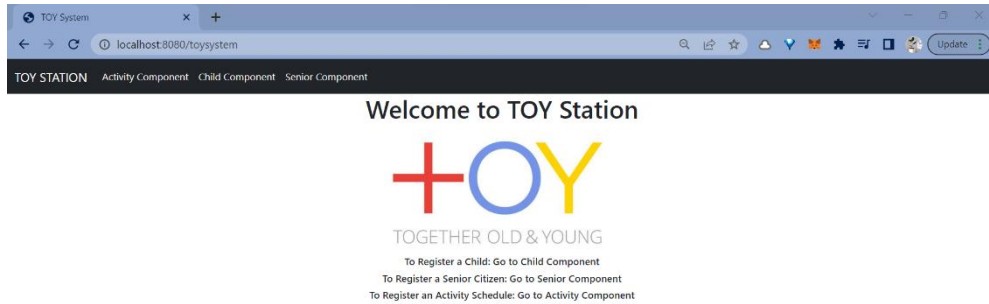 TOY System
localhost:8080/toysystem
Update
TOY STATION Activity Component Child Component Senior Component
Welcome to TOY Station
TOY
TOGETHER OLD & YOUNG
To Register a Child: Go to Child Component
To Register a Senior Citizen: Go to Senior Component
To Register an Activity Schedule: Go to Activity Component